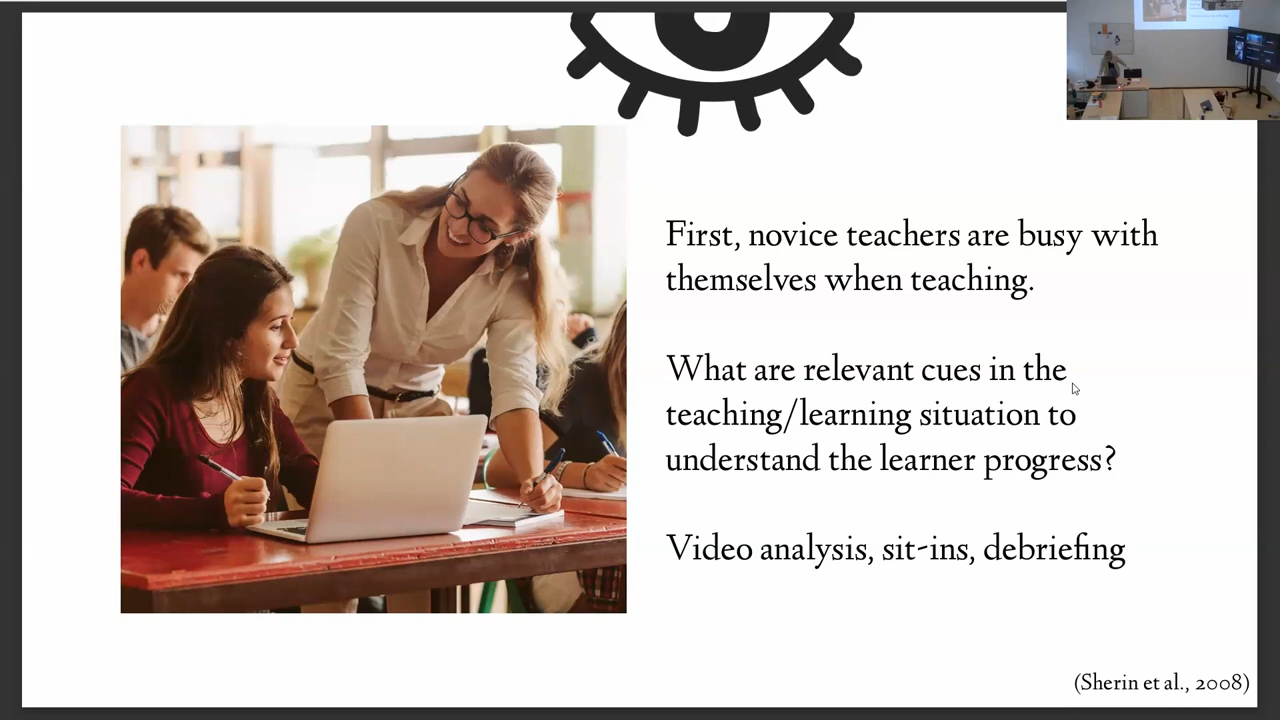 First, novice teachers are busy with
themselves when teaching.
What are relevant cues in the
teaching/learning situation to
understand the learner progress?
Video analysis, sit-ins, debriefing
(Sherin et al., 2008)